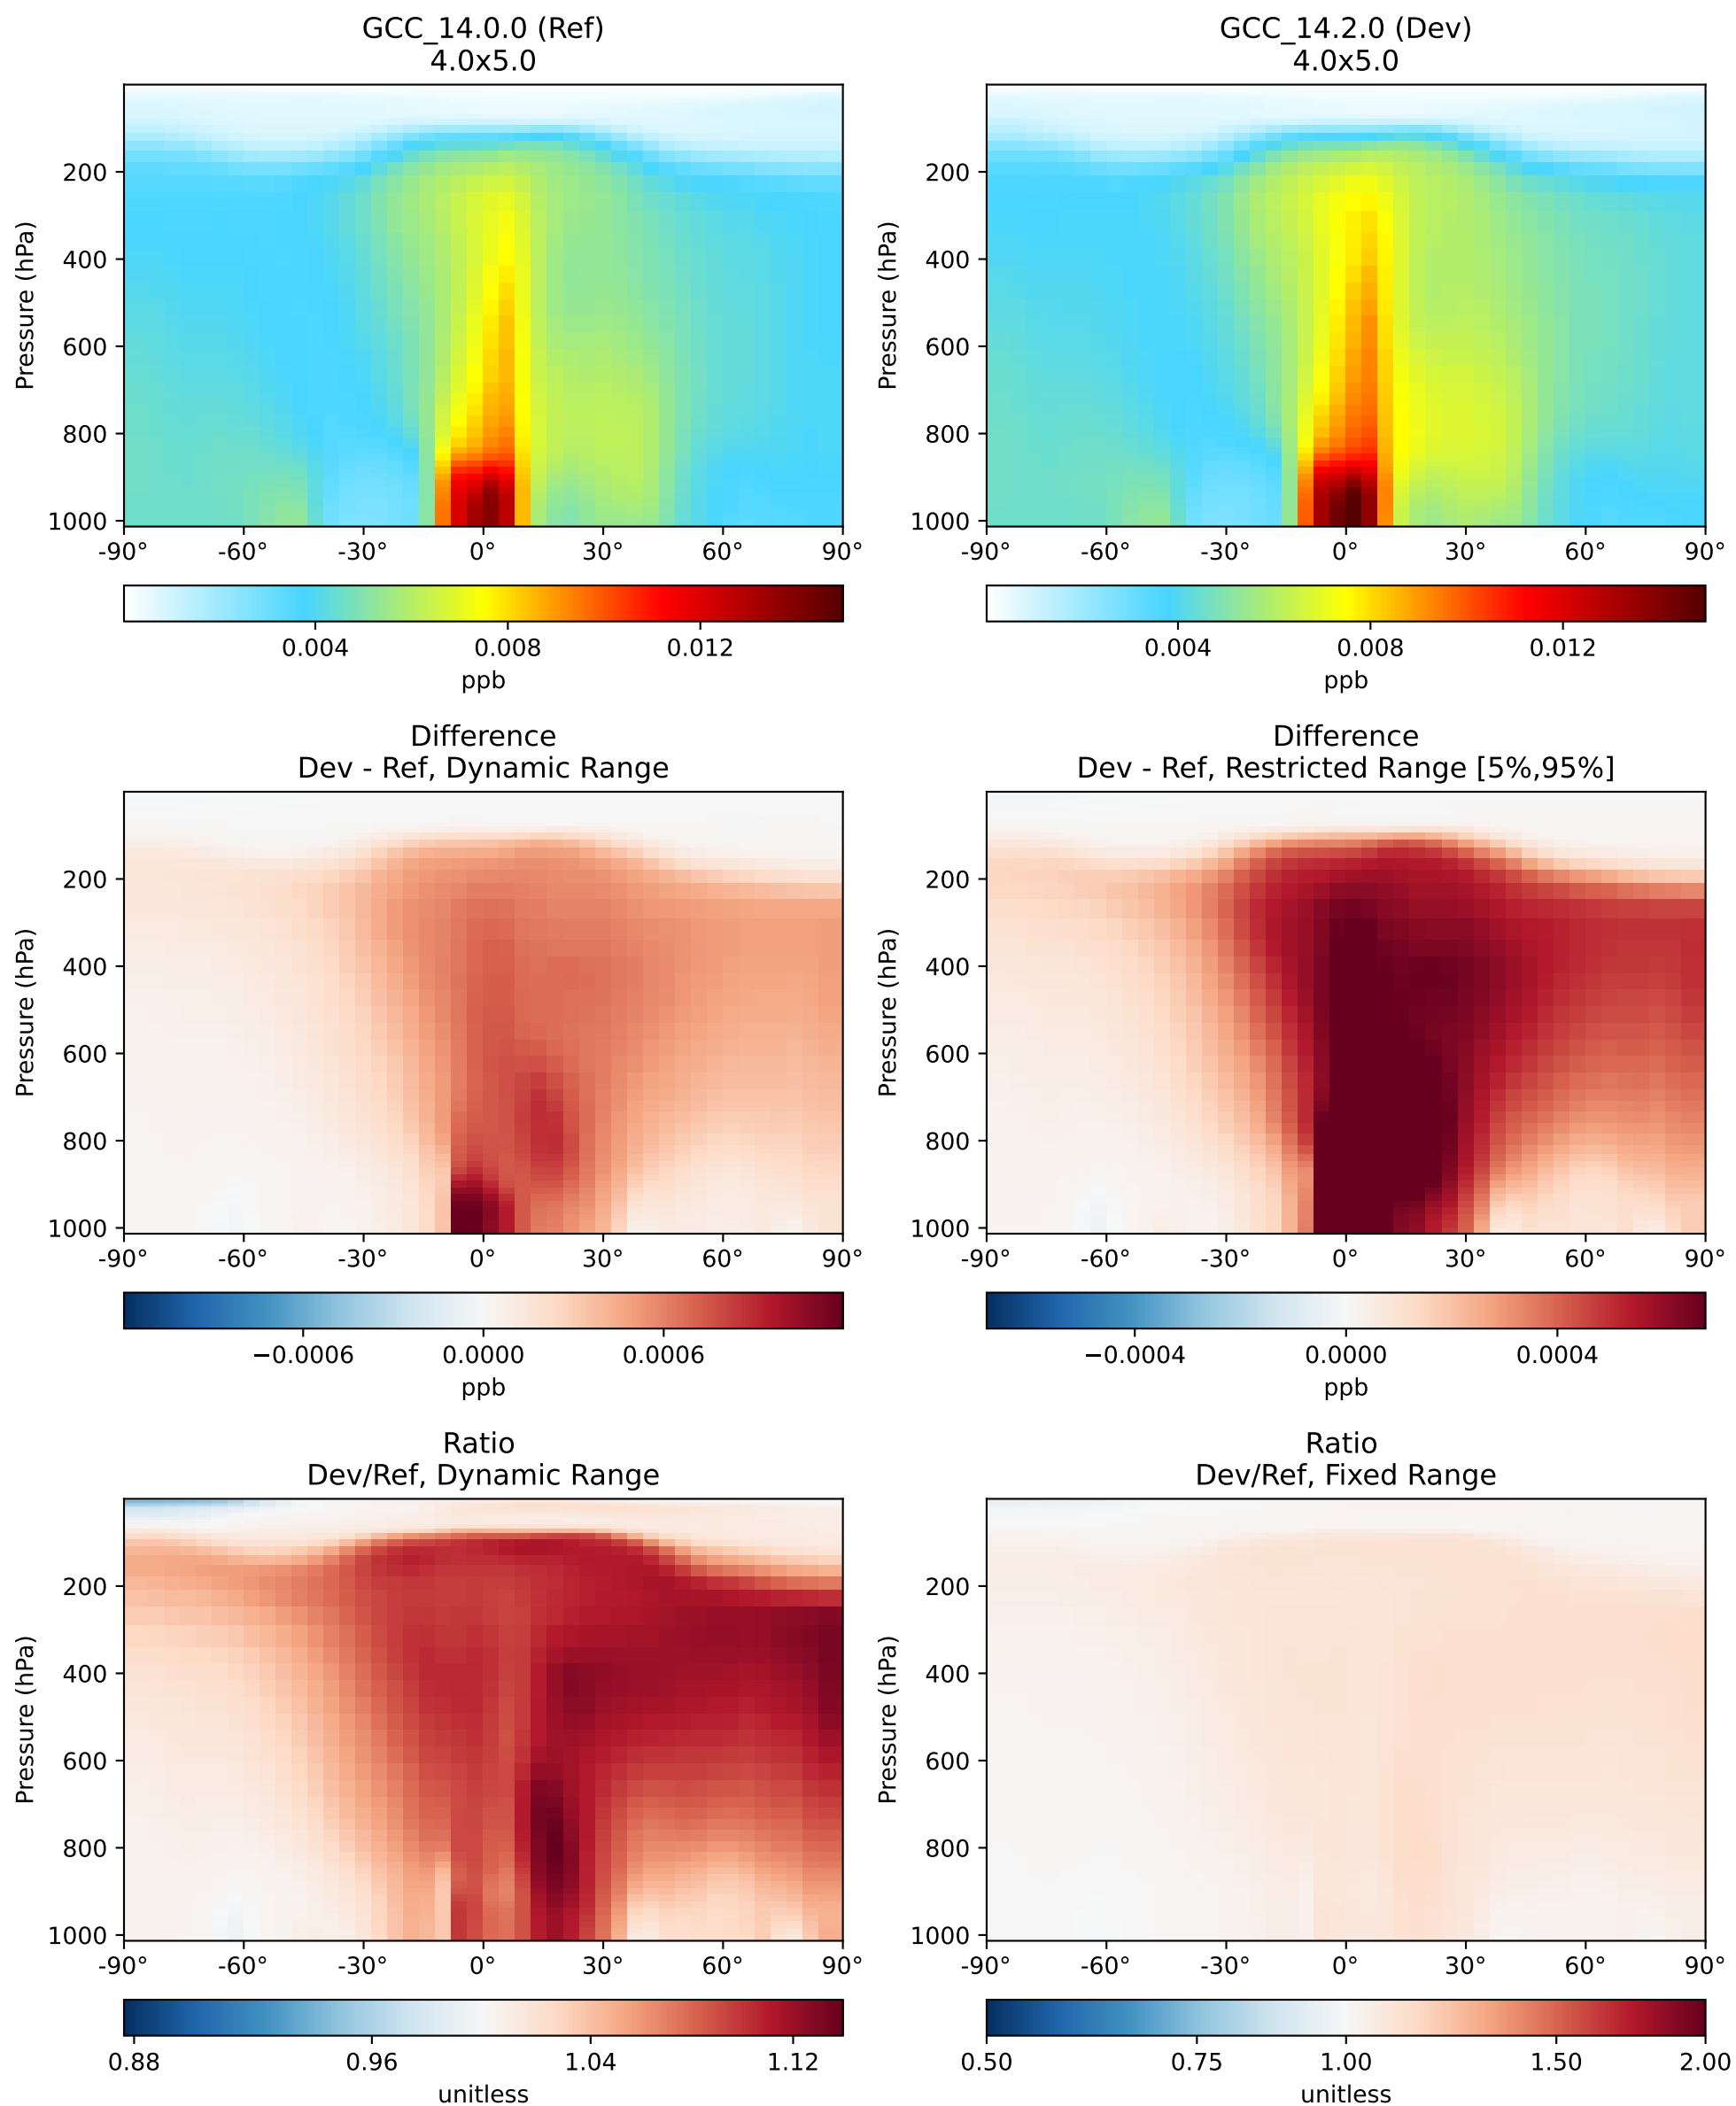 GCC_14.0.0 (Ref)
4.0x5.0
GCC_14.2.0 (Dev)
4.0x5.0
Pressure (hPa)
200
400
600
800
1000
-90° -60° -30° 0° 30° 60° 90°
0.004 0.008 0.012
ppb
Pressure (hPa)
200
400
600
800
1000
-90° -60° -30° 0° 30° 60° 90°
0.004 0.008 0.012
ppb
Difference
Dev - Ref, Dynamic Range
Difference
Dev - Ref, Restricted Range [5%,95%]
Pressure (hPa)
200
400
600
800
1000
-90° -60° -30° 0° 30° 60° 90°
−0.0006 0.0000 0.0006
ppb
Pressure (hPa)
200
400
600
800
1000
-90° -60° -30° 0° 30° 60° 90°
−0.0004 0.0000 0.0004
ppb
Ratio
Dev/Ref, Dynamic Range
Ratio
Dev/Ref, Fixed Range
Pressure (hPa)
200
400
600
800
1000
-90° -60° -30° 0° 30° 60° 90°
0.88 0.96 1.04 1.12
unitless
Pressure (hPa)
200
400
600
800
1000
-90° -60° -30° 0° 30° 60° 90°
0.50 0.75 1.00 1.50 2.00
unitless